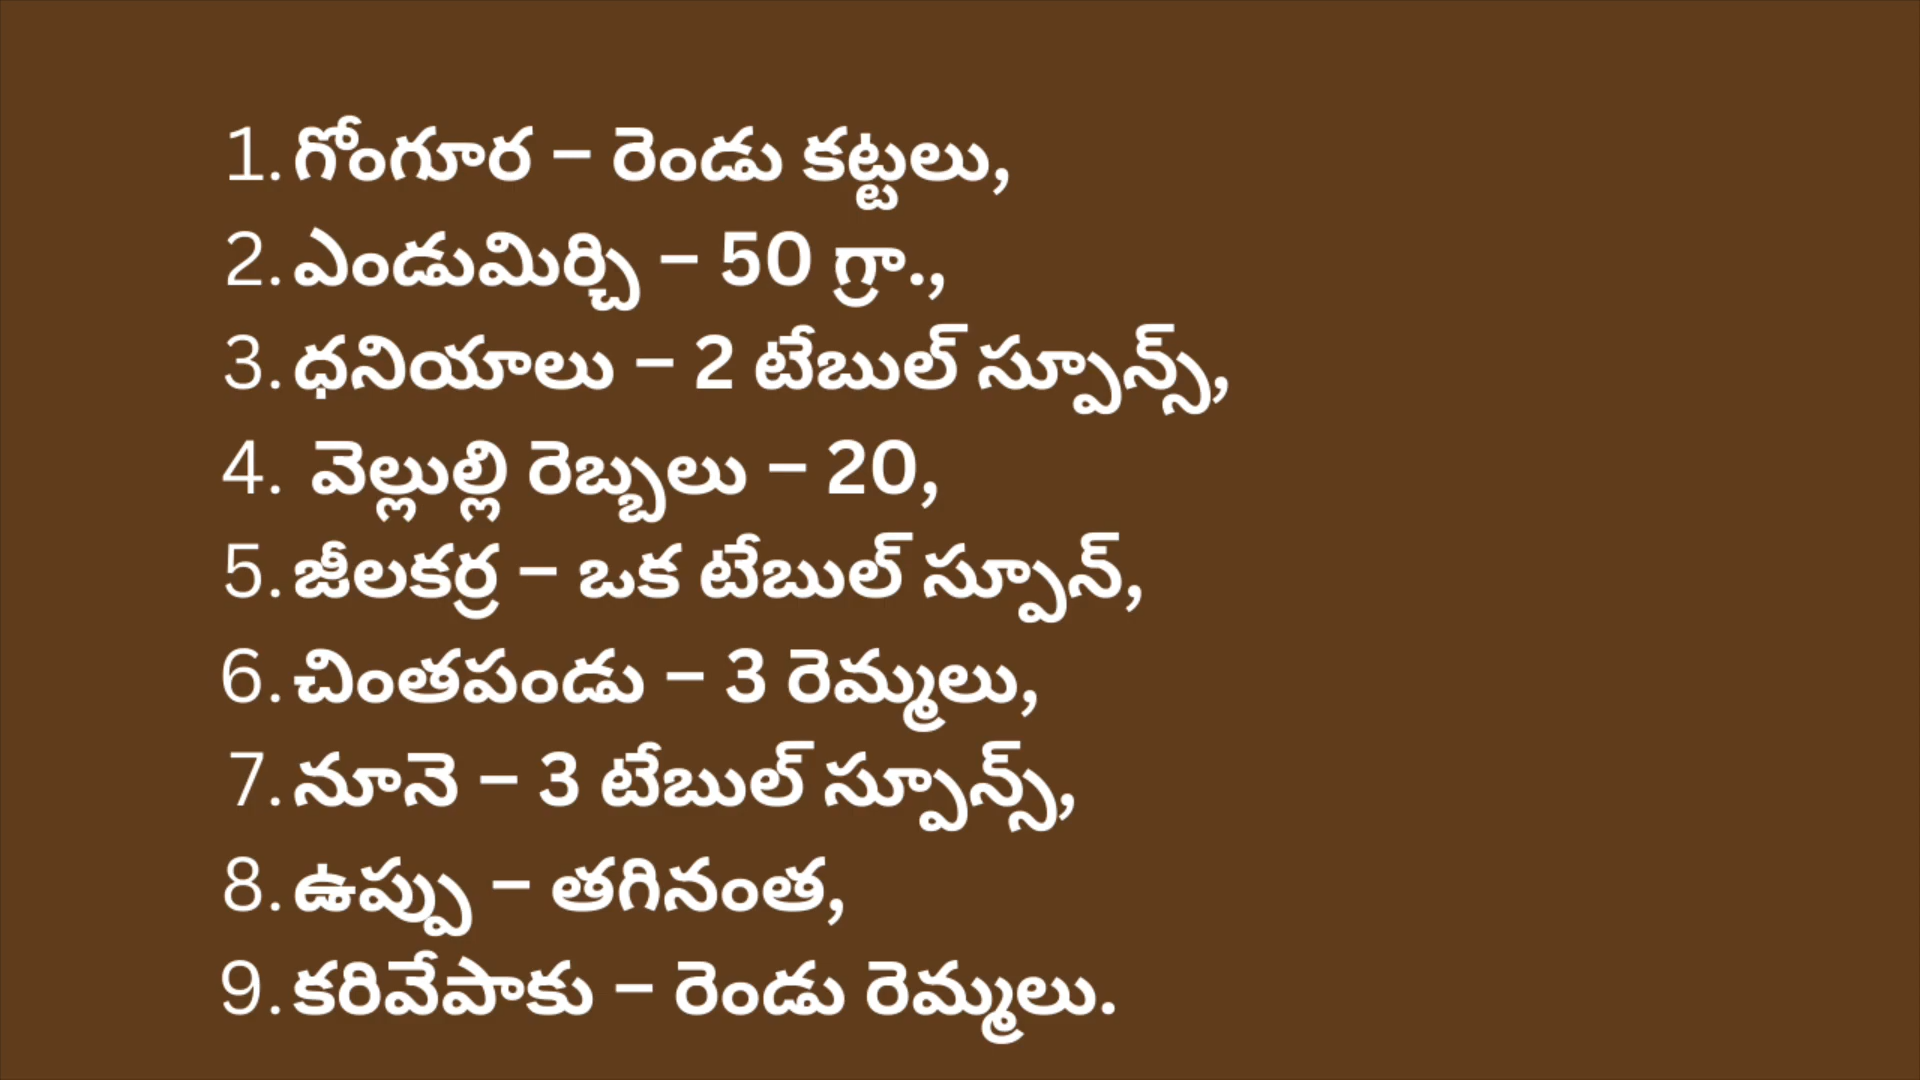 1. గోంగూర – రెండు కట్టలు,
2. ఎండుమిర్చి – 50 గ్రా.,
3. ధనియాలు – 2 టేబుల్ స్పూన్స్,
4. వెల్లుల్లి రెబ్బలు – 20,
5. జీలకర్ర – ఒక టేబుల్ స్పూన్,
6. చింతపండు – 3 రెమ్మలు,
7. నూనె – 3 టేబుల్ స్పూన్స్,
8. ఉప్పు – తగినంత,
9. కరివేపాకు – రెండు రెమ్మలు.